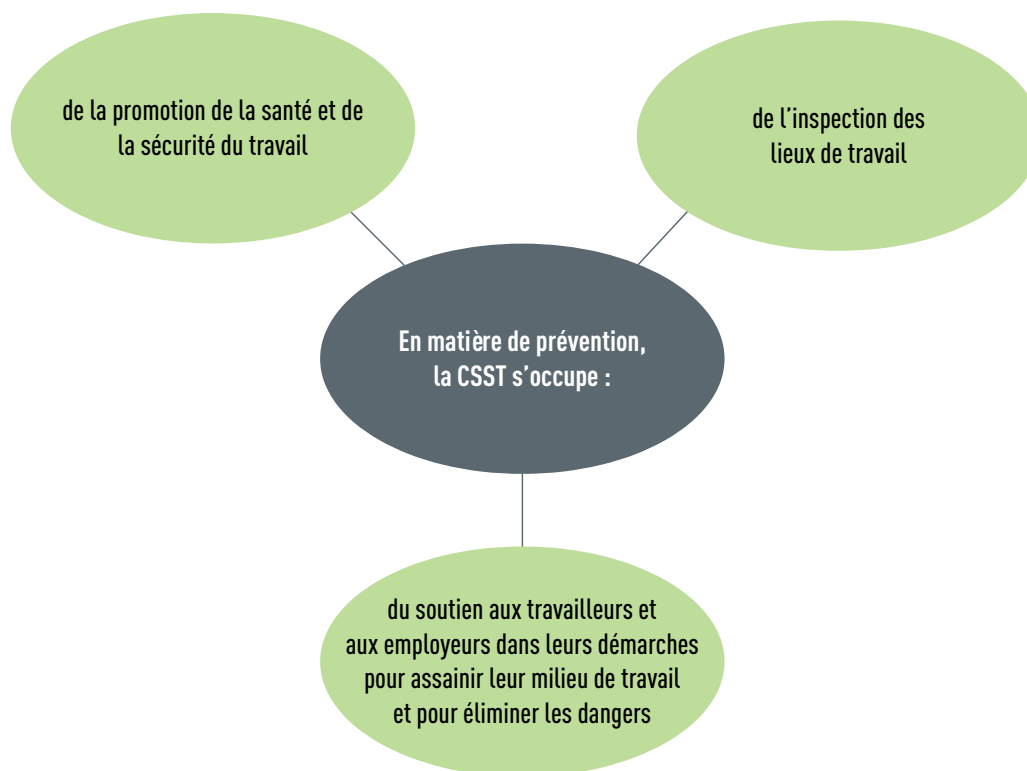 de la promotion de la santé et de
la sécurité du travail
de l’inspection des
lieux de travail
En matière de prévention,
la CSST s’occupe :
du soutien aux travailleurs et
aux employeurs dans leurs démarches
pour assainir leur milieu de travail
et pour éliminer les dangers